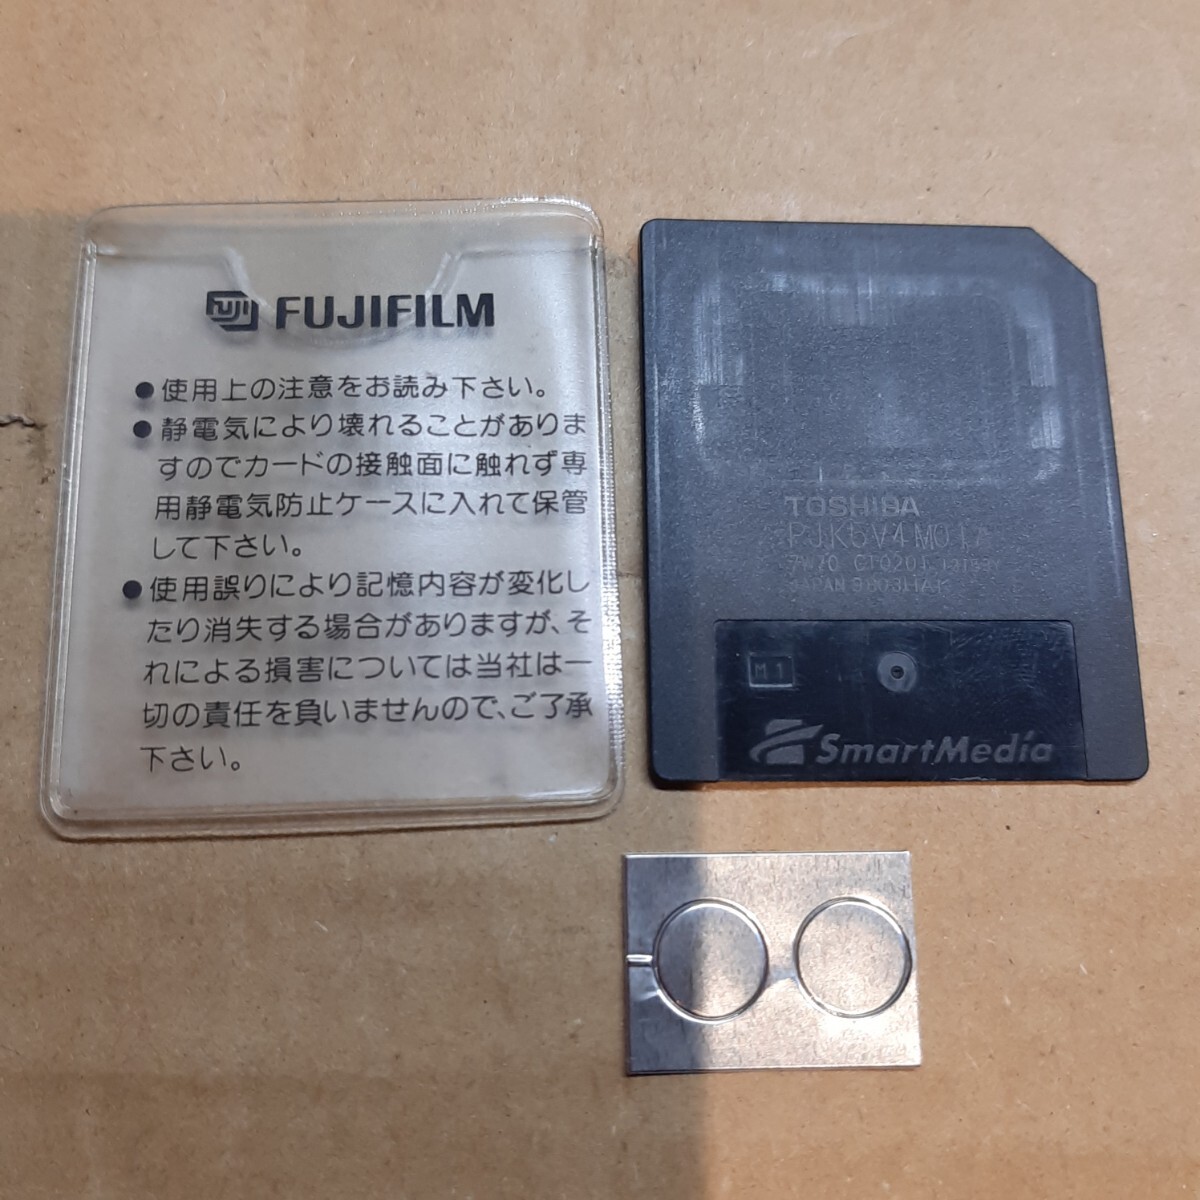 FUJI FUJIFILM
●使用上の注意をお読み下さい。
●静電気により壊れることがありま
すのでカードの接触面に触れず専
用静電気防止ケースに入れて保管
して下さい。
●使用誤りにより記憶内容が変化し
たり消失する場合がありますが、そ
れによる損害については当社は一
切の責任を負いませんので、ご了承
下さい。
TOSHIBA
JAPAN 9803HAI
M1
SmartMedia